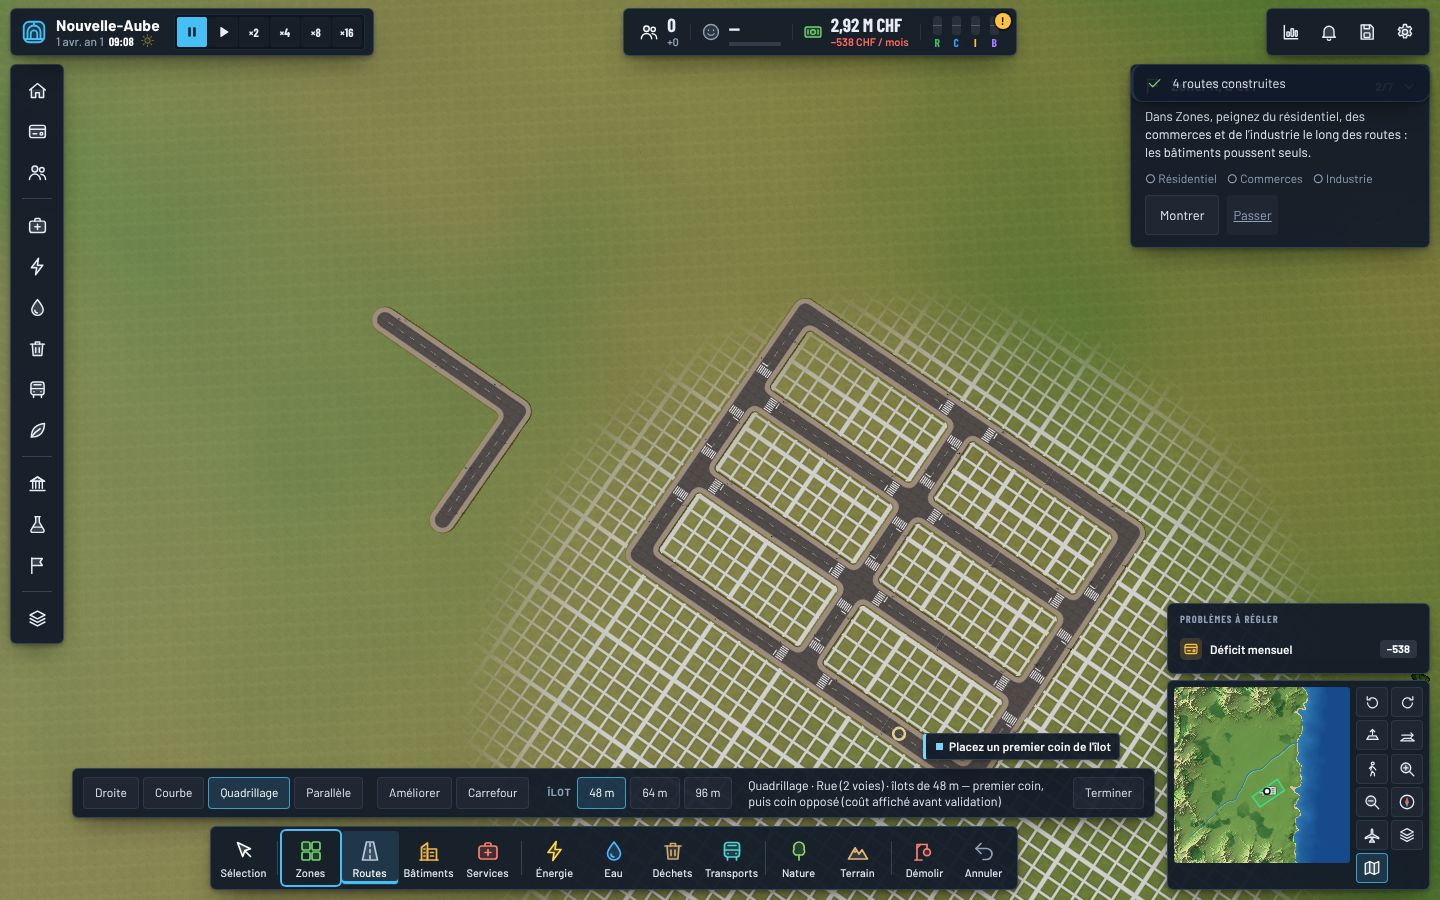 Nouvelle-Aube
1 avr. an 1 09:08
×2
×4
×8
×16
0
+0
–
2,92 M CHF
−538 CHF / mois
R
C
I
B
!
4 routes construites
2/7
Dans Zones, peignez du résidentiel, des
commerces et de l'industrie le long des routes :
les bâtiments poussent seuls.
Résidentiel
Commerces
Industrie
Montrer
Passer
PROBLÈMES À RÉGLER
Déficit mensuel
−538
Placez un premier coin de l'îlot
Droite
Courbe
Quadrillage
Parallèle
Améliorer
Carrefour
ÎLOT
48 m
64 m
96 m
Quadrillage · Rue (2 voies) · îlots de 48 m — premier coin,
puis coin opposé (coût affiché avant validation)
Terminer
Sélection
Zones
Routes
Bâtiments
Services
Énergie
Eau
Déchets
Transports
Nature
Terrain
Démolir
Annuler